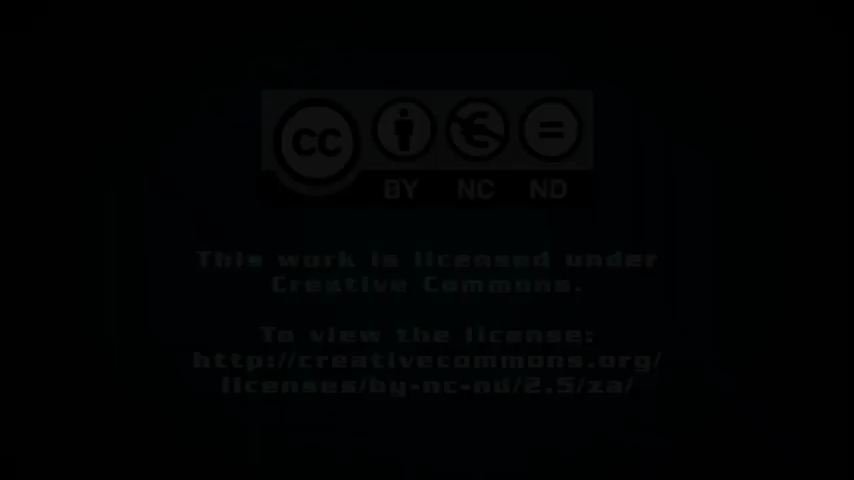 CC
BY NC ND
This work is licensed under
Creative Commons.
To view the license:
http://creativecommons.org/
licenses/by-nc-nd/2.5/za/